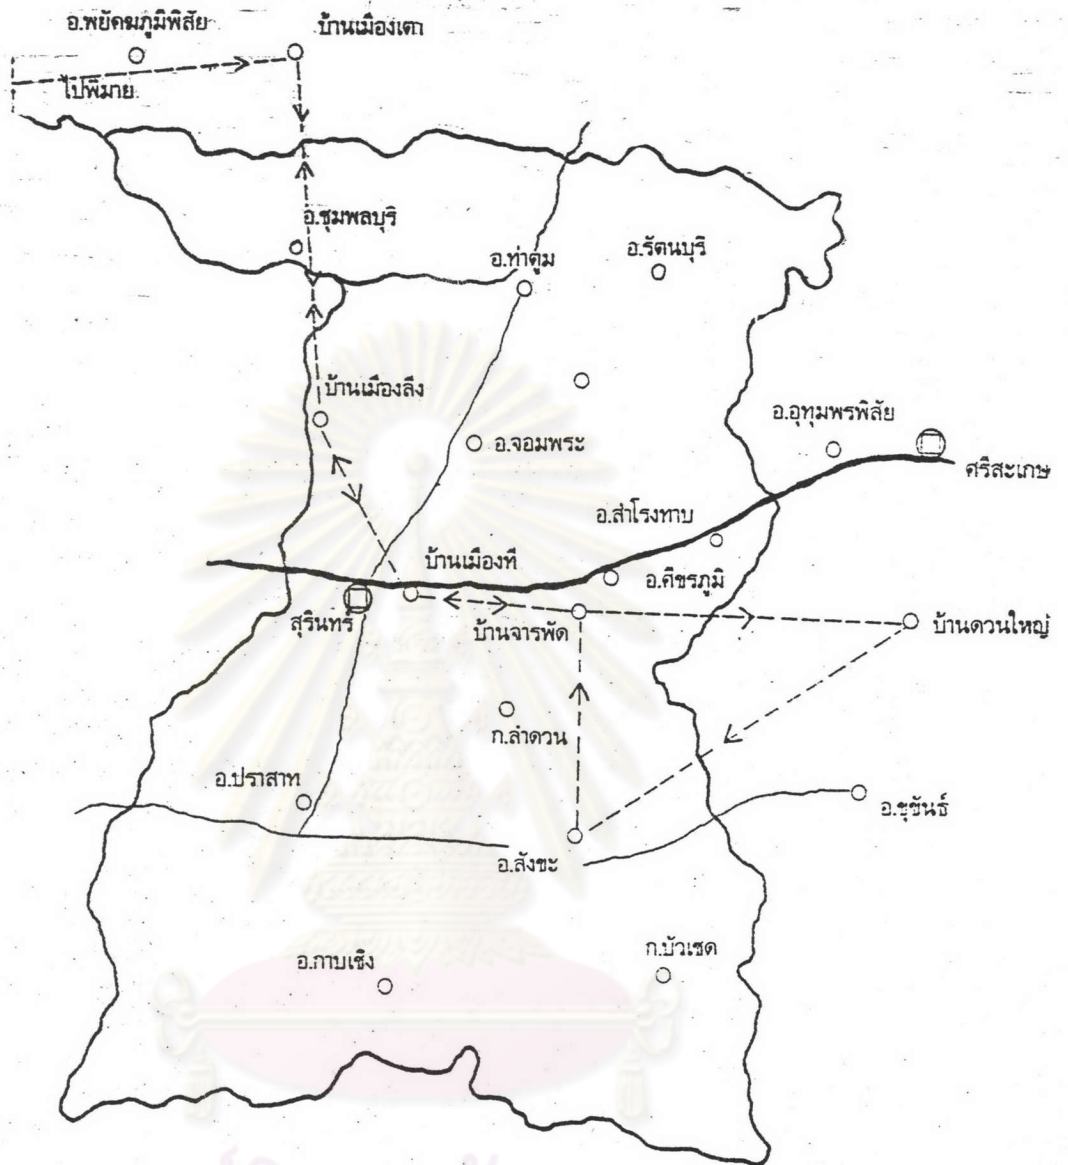 อ.พยัคฆภูมิพิสัย
บ้านเมืองเตา
ไปพิมาย
อ.ชุมพลบุรี
อ.ท่าตูม
อ.รัตนบุรี
บ้านเมืองลีง
อ.จอมพระ
อ.อุทุมพรพิสัย
ศรีสะเกษ
อ.สำโรงทาบ
บ้านเมืองที
อ.ศีขรภูมิ
สุรินทร์
บ้านจารพัด
บ้านดวนใหญ่
ก.ลำดวน
อ.ปราสาท
อ.ขุขันธ์
อ.สังขะ
อ.กาบเชิง
ก.บัวเชด